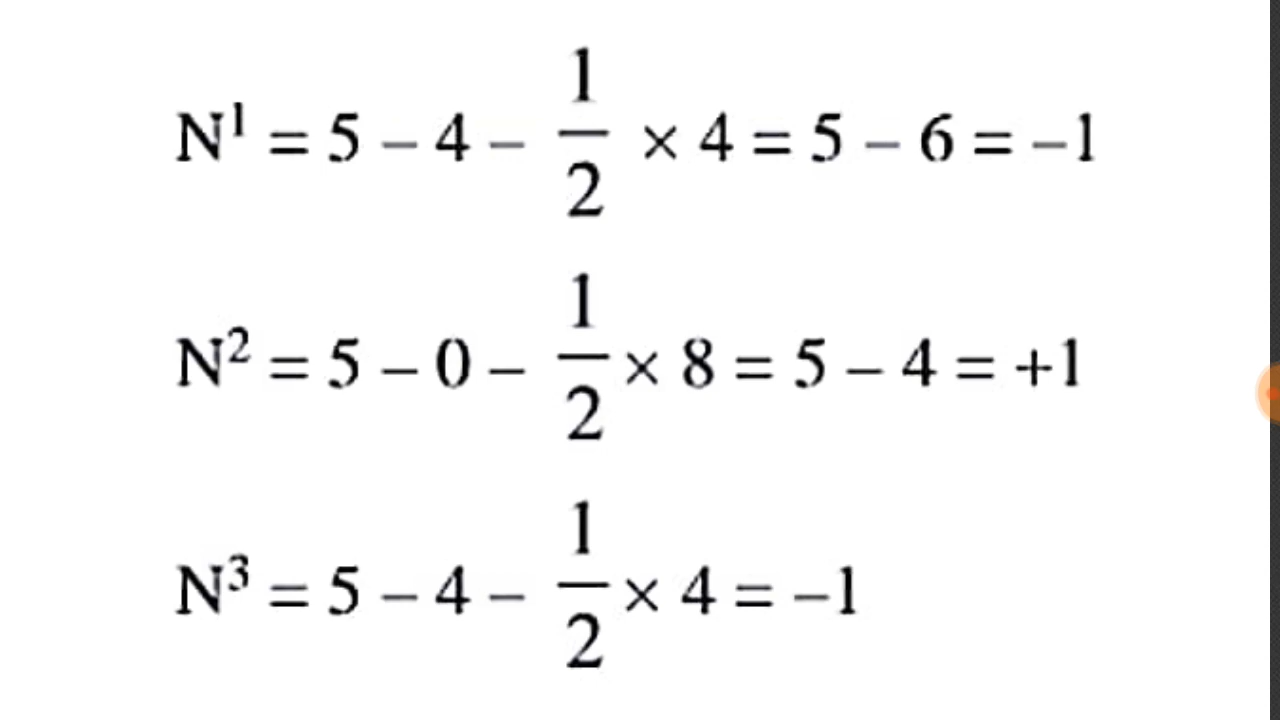 N¹ = 5 – 4 – 1/2 × 4 = 5 – 6 = –1
N² = 5 – 0 – 1/2 × 8 = 5 – 4 = +1
N³ = 5 – 4 – 1/2 × 4 = –1